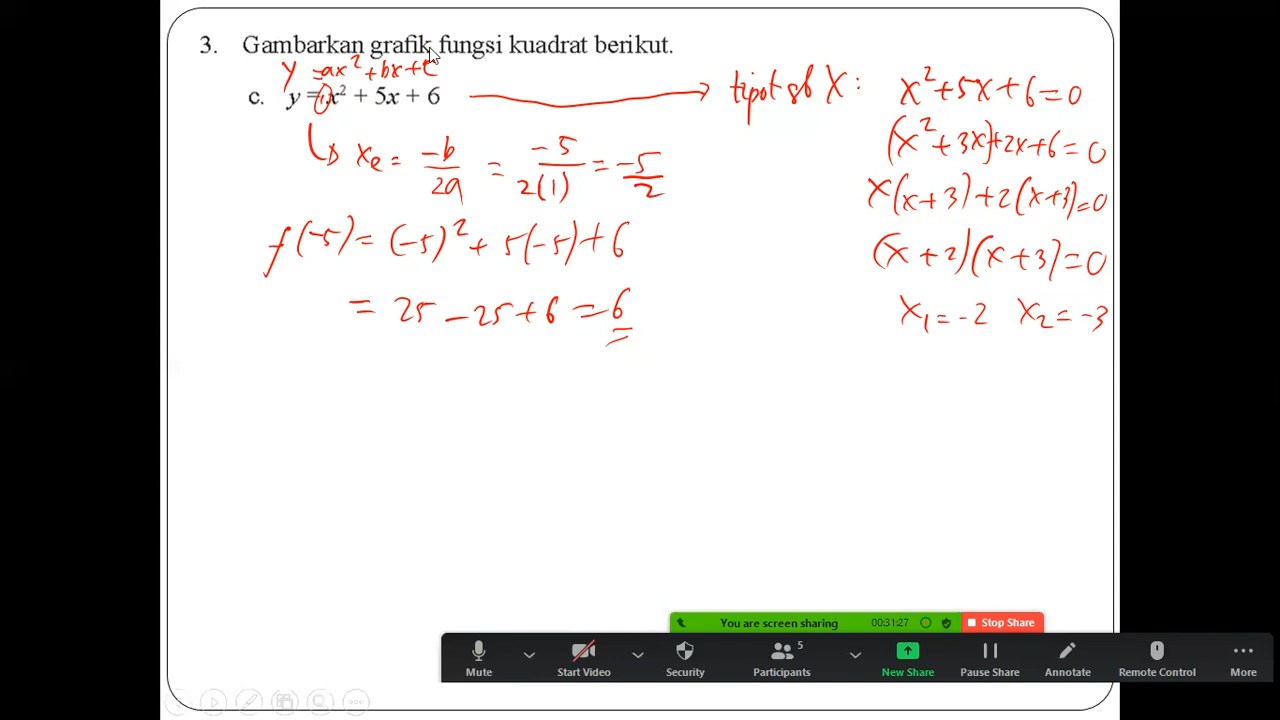 3. Gambarkan grafik fungsi kuadrat berikut.
y = ax² + bx + c
c. y = x² + 5x + 6
tipot sb X : x² + 5x + 6 = 0
(x² + 3x) + 2x + 6 = 0
xe = -b/2a = -5/2(1) = -5/2
x(x + 3) + 2(x + 3) = 0
f(-5) = (-5)² + 5(-5) + 6
(x + 2)(x + 3) = 0
= 25 - 25 + 6 = 6
x₁ = -2 x₂ = -3
You are screen sharing 00:31:27 Stop Share
Mute Start Video Security Participants 5 New Share Pause Share Annotate Remote Control More